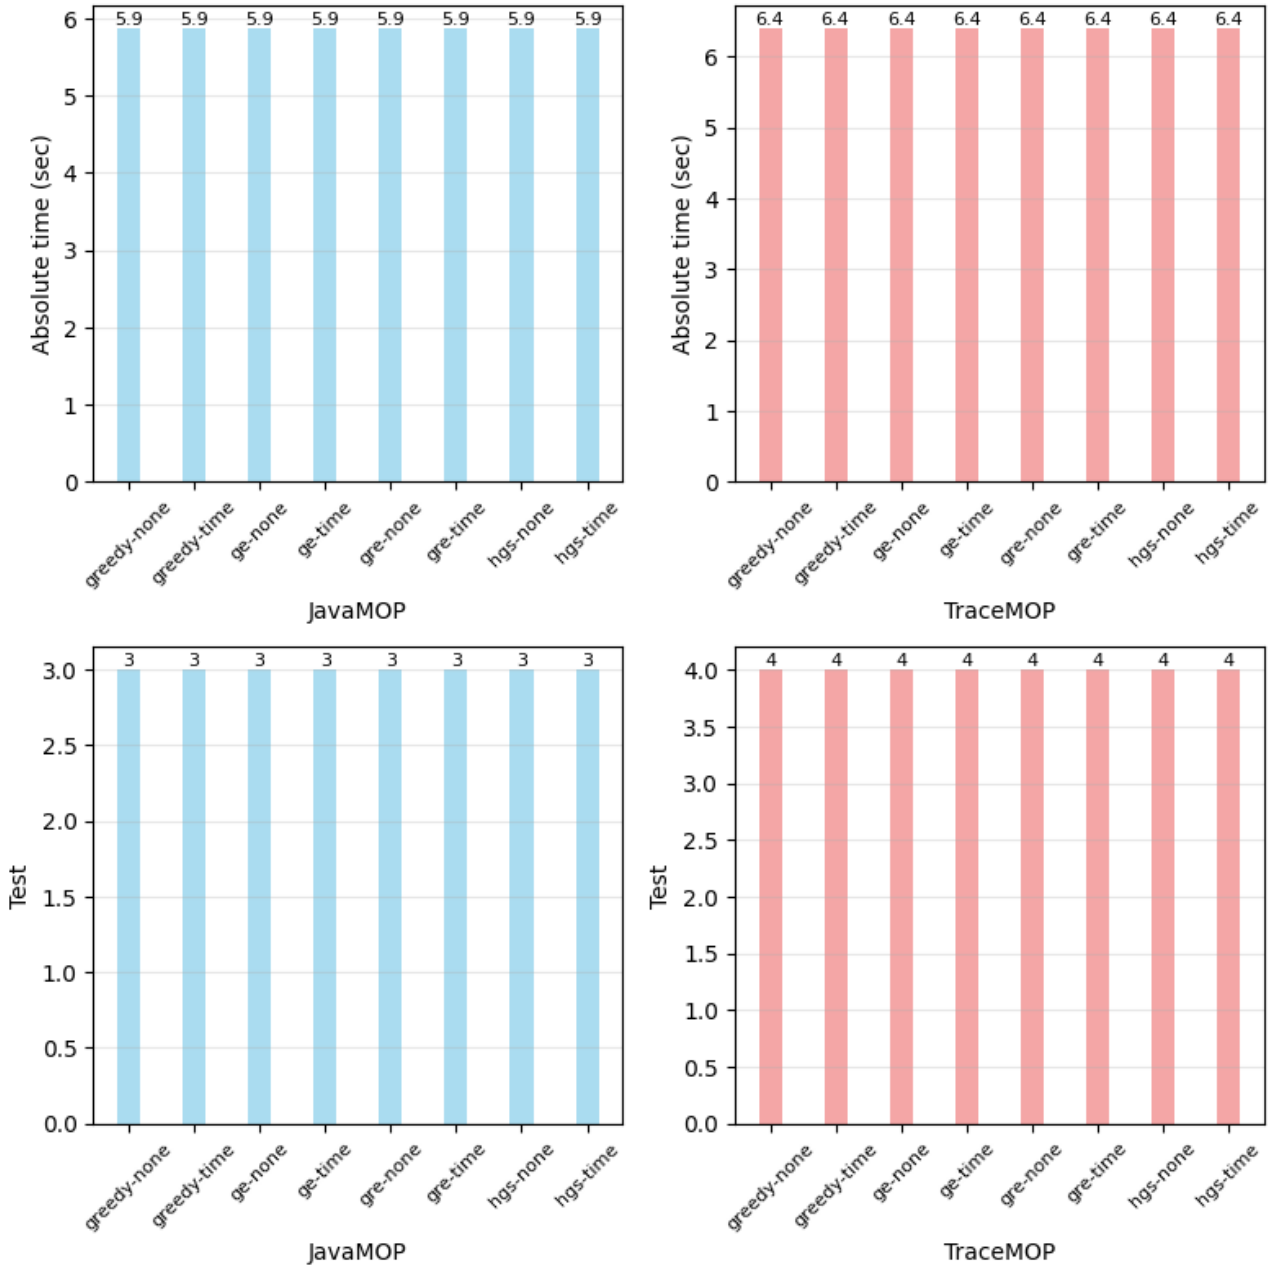 5.9 5.9 5.9 5.9 5.9 5.9 5.9 5.9
6
5
4
3
2
1
0
Absolute time (sec)
greedy-none
greedy-time
ge-none
ge-time
gre-none
gre-time
hgs-none
hgs-time
JavaMOP
6.4 6.4 6.4 6.4 6.4 6.4 6.4 6.4
6
5
4
3
2
1
0
Absolute time (sec)
greedy-none
greedy-time
ge-none
ge-time
gre-none
gre-time
hgs-none
hgs-time
TraceMOP
3 3 3 3 3 3 3 3
3.0
2.5
2.0
1.5
1.0
0.5
0.0
Test
greedy-none
greedy-time
ge-none
ge-time
gre-none
gre-time
hgs-none
hgs-time
JavaMOP
4 4 4 4 4 4 4 4
4.0
3.5
3.0
2.5
2.0
1.5
1.0
0.5
0.0
Test
greedy-none
greedy-time
ge-none
ge-time
gre-none
gre-time
hgs-none
hgs-time
TraceMOP